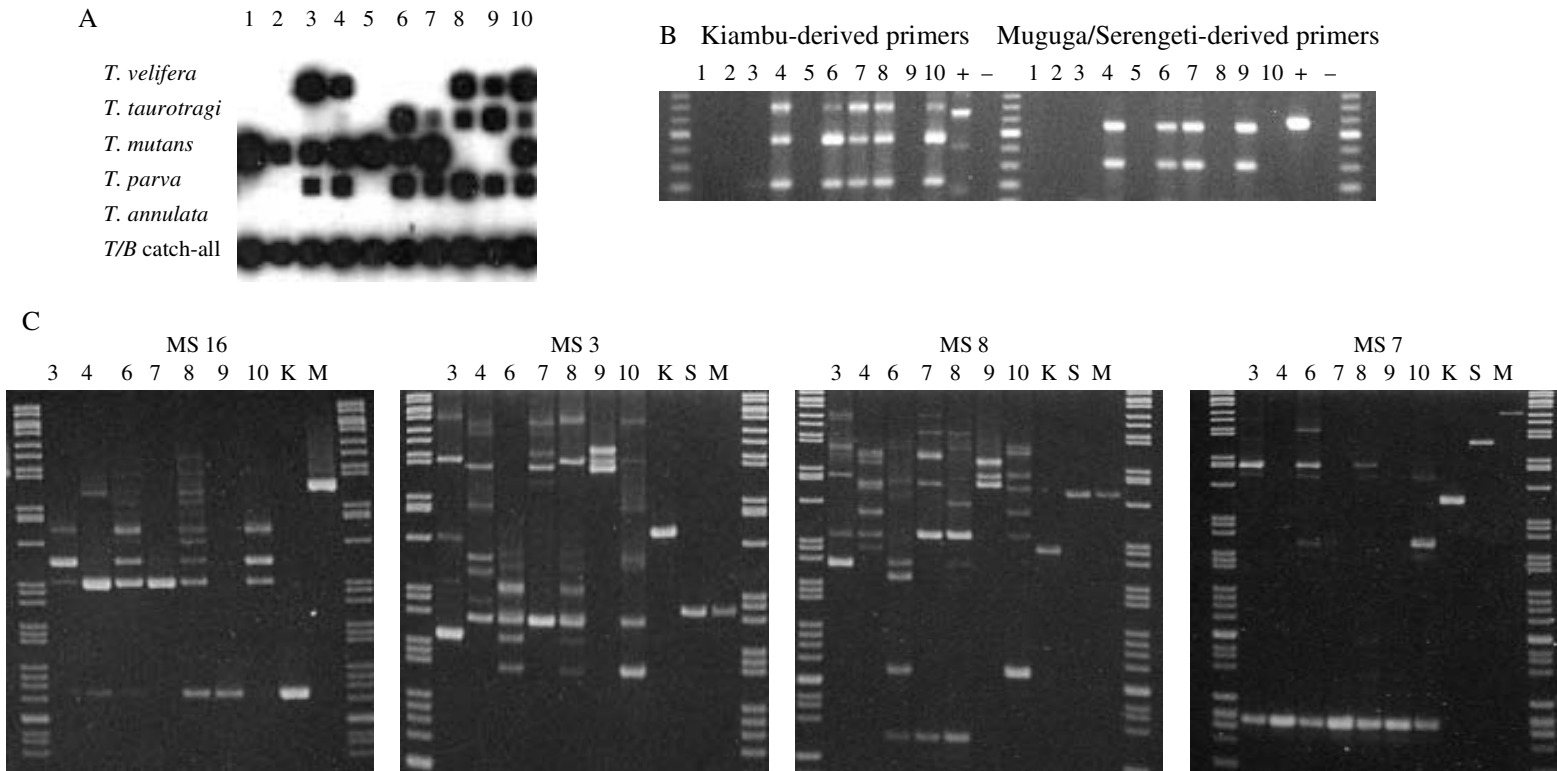 A
1 2 3 4 5 6 7 8 9 10
T. velifera
T. taurotragi
T. mutans
T. parva
T. annulata
T/B catch-all
B Kiambu-derived primers Muguga/Serengeti-derived primers
1 2 3 4 5 6 7 8 9 10 + – 1 2 3 4 5 6 7 8 9 10 + –
C
MS 16
3 4 6 7 8 9 10 K M
MS 3
3 4 6 7 8 9 10 K S M
MS 8
3 4 6 7 8 9 10 K S M
MS 7
3 4 6 7 8 9 10 K S M